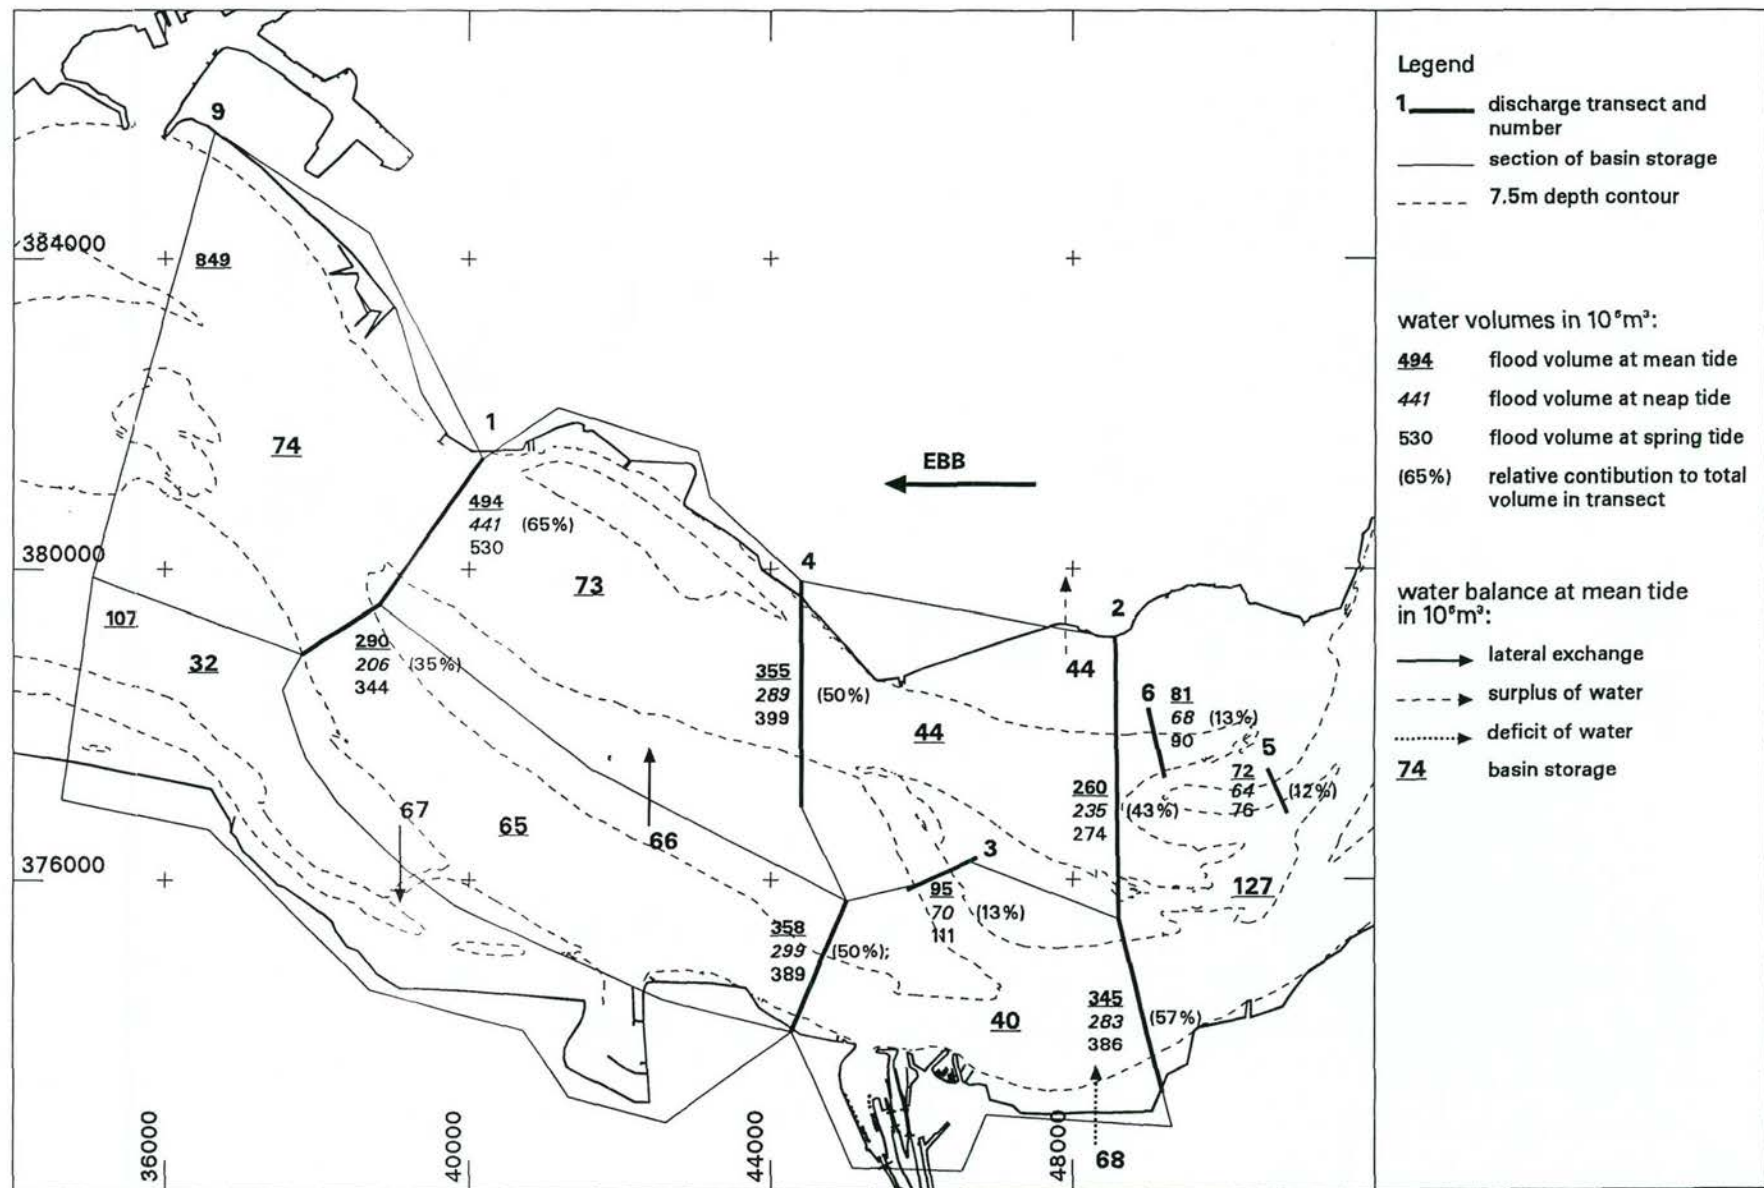 9
384000
849
74
1
EBB
494
441 (65%)
530
380000
4
73
2
107
32
290
206 (35%)
344
355
289 (50%)
399
44
44
6 81
68 (13%)
90
5
72
64 (12%)
76
260
235 (43%)
274
67
65
66
3
376000
95
70 (13%)
111
127
358
299 (50%);
389
40
345
283 (57%)
386
68
36000
40000
44000
48000
Legend
1 discharge transect and
number
section of basin storage
7.5m depth contour
water volumes in 10⁶m³:
494 flood volume at mean tide
441 flood volume at neap tide
530 flood volume at spring tide
(65%) relative contibution to total
volume in transect
water balance at mean tide
in 10⁶m³:
lateral exchange
surplus of water
deficit of water
74 basin storage